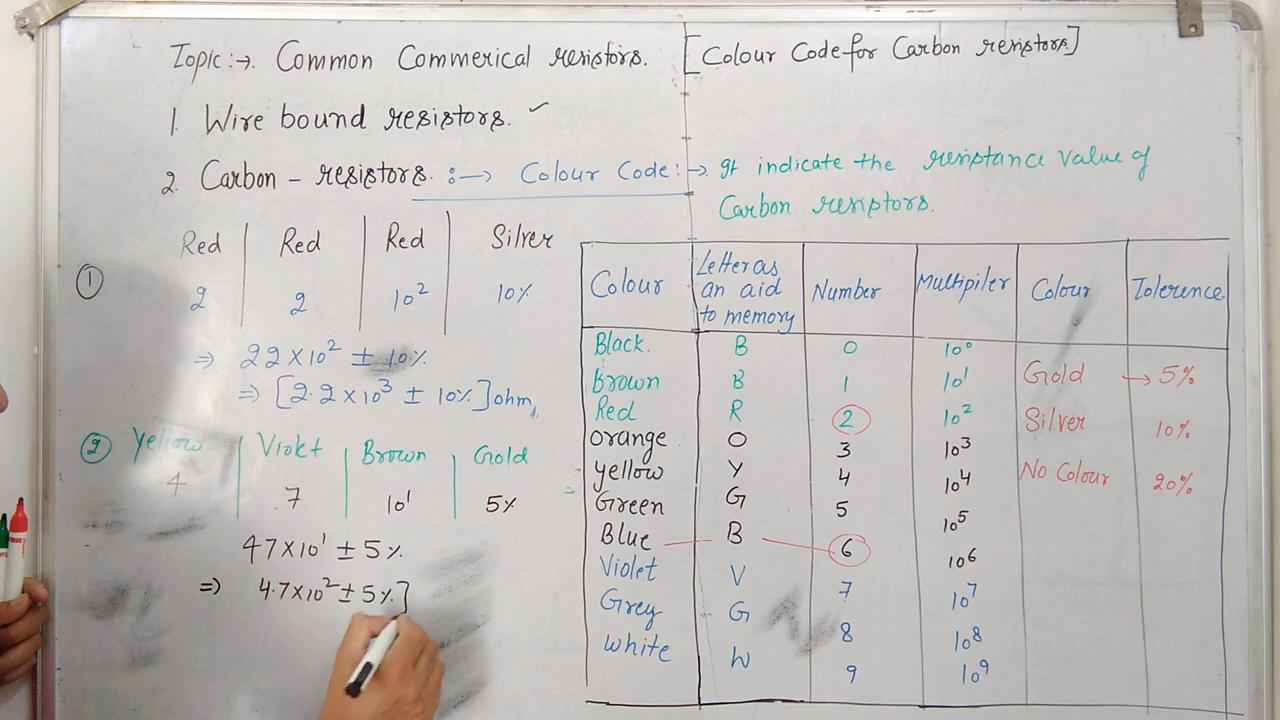 Topic:→. Common Commerical resistors. [Colour Code for Carbon resistors.]
1. Wire bound resistors. ✓
2. Carbon - resistors. :→ Colour Code:→ It indicate the resistance value of
Carbon resistors.
① Red | Red | Red | Silver
2 | 2 | 10² | 10%
⇒ 22 × 10² ± 10%
⇒ [2.2 × 10³ ± 10%] ohm,
② Yellow | Violet | Brown | Gold
4 | 7 | 10¹ | 5%
47 × 10¹ ± 5%.
⇒ 4.7 × 10² ± 5%]
Colour | Letter as an aid to memory | Number | Multipiler | Colour | Tolerence
Black. B 0 10⁰
Brown B 1 10¹ Gold → 5%
Red R 2 10² Silver 10%
Orange O 3 10³
Yellow Y 4 10⁴ No Colour 20%
Green G 5 10⁵
Blue B 6 10⁶
Violet V 7 10⁷
Grey G 8 10⁸
White W 9 10⁹